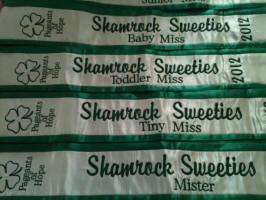 Junior Miss
Pageants
of
Hope
Shamrock Sweeties
Baby Miss
2012
Pageants
of
Hope
Shamrock Sweeties
Toddler Miss
2012
Pageants
of
Hope
Shamrock Sweeties
Tiny Miss
Pageants
of
Hope
Shamrock Sweeties
Mister